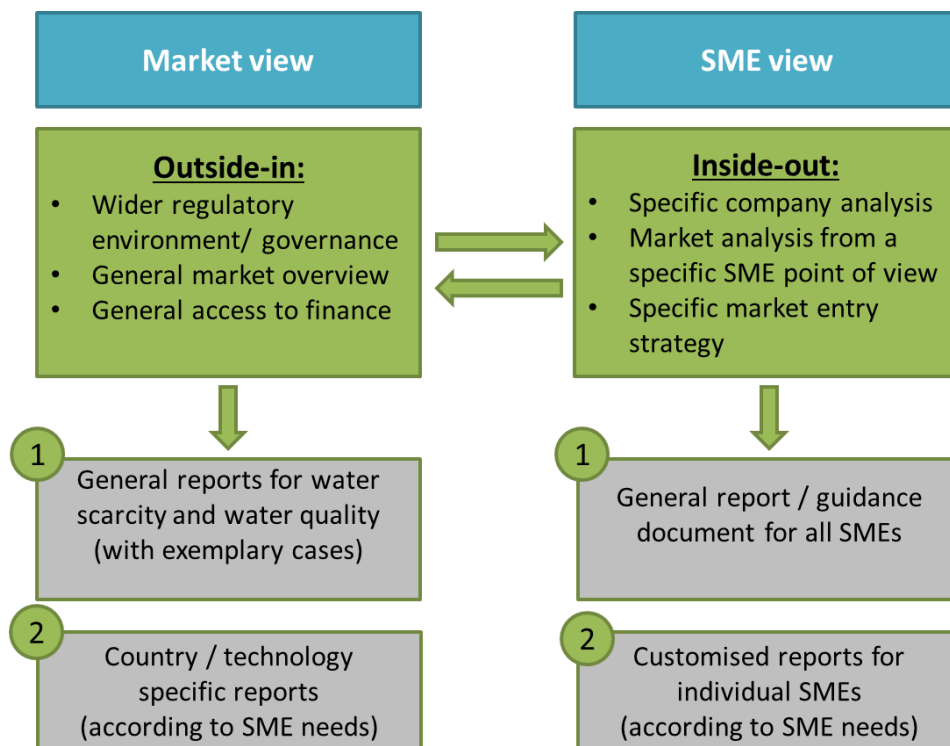 Market view
Outside-in:
• Wider regulatory
environment/ governance
• General market overview
• General access to finance
1
General reports for water
scarcity and water quality
(with exemplary cases)
2
Country / technology
specific reports
(according to SME needs)
SME view
Inside-out:
• Specific company analysis
• Market analysis from a
specific SME point of view
• Specific market entry
strategy
1
General report / guidance
document for all SMEs
2
Customised reports for
individual SMEs
(according to SME needs)